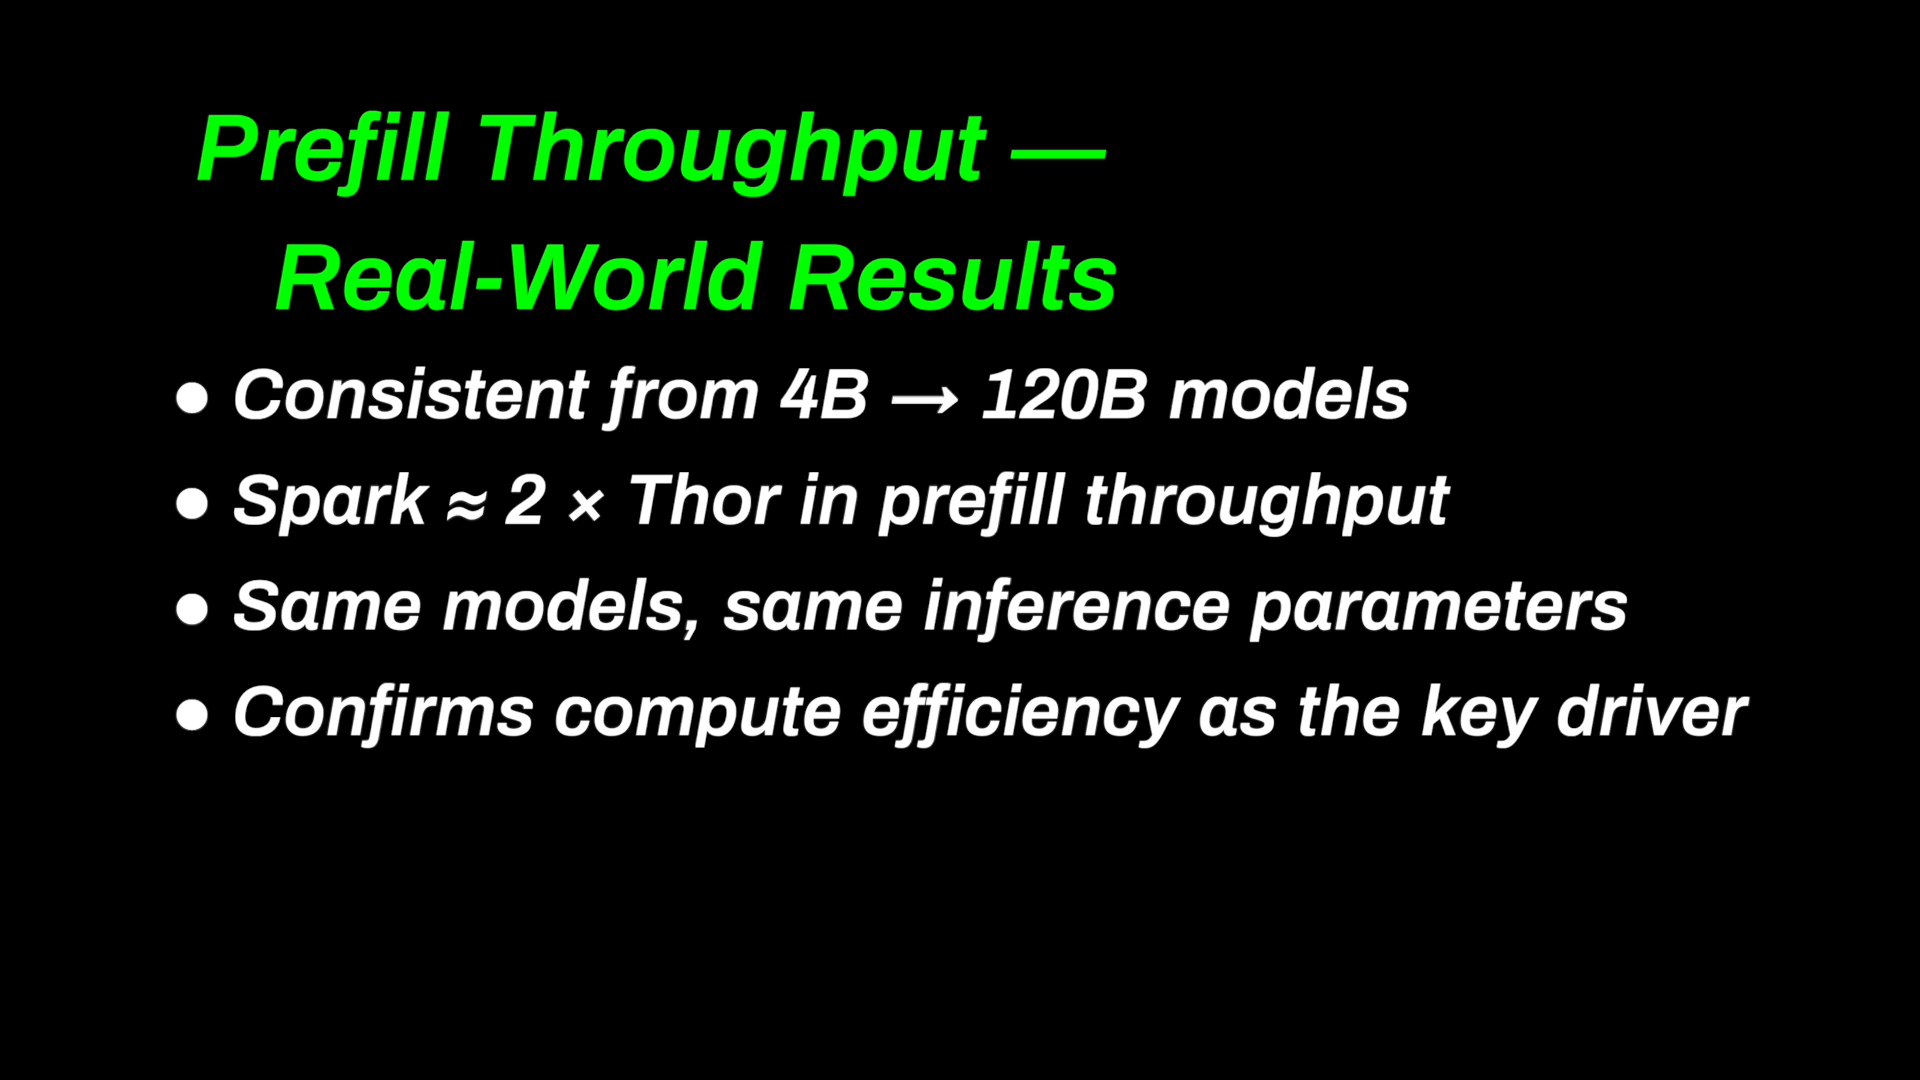 Prefill Throughput —
Real-World Results
● Consistent from 4B → 120B models
● Spark ≈ 2 × Thor in prefill throughput
● Same models, same inference parameters
● Confirms compute efficiency as the key driver